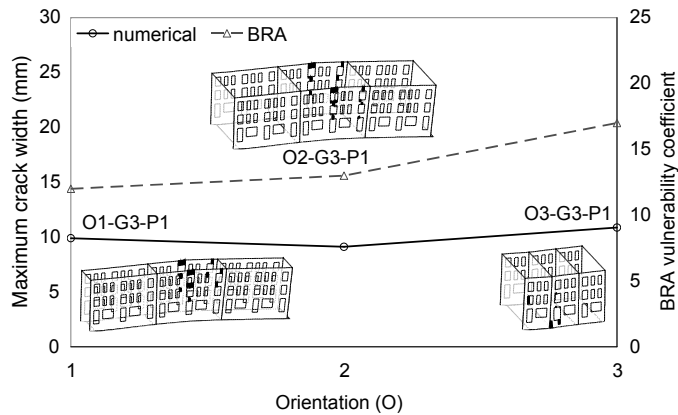 30
25
20
15
10
5
0
Maximum crack width (mm)
numerical
BRA
O2-G3-P1
O1-G3-P1
O3-G3-P1
25
20
15
10
5
0
BRA vulnerability coefficient
1
2
3
Orientation (O)